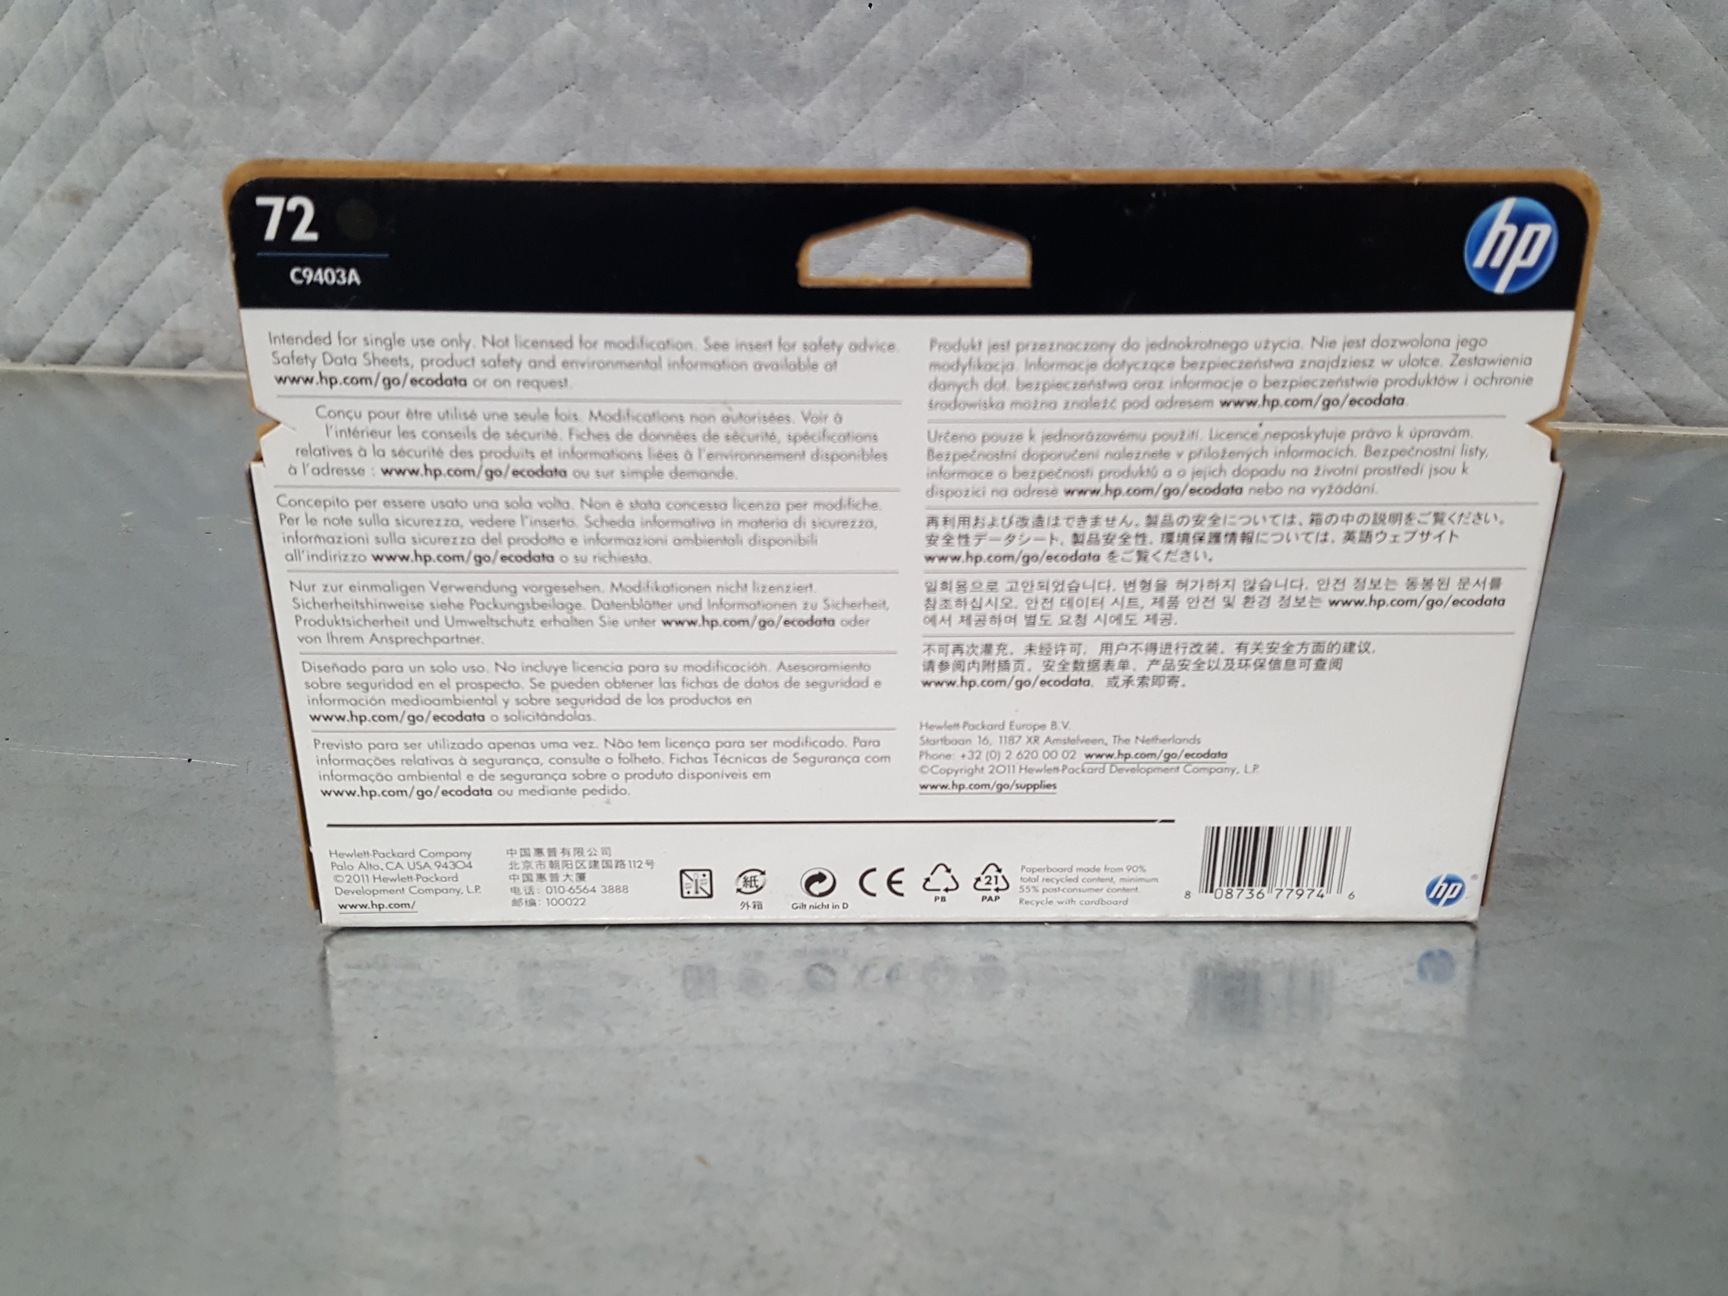 72
C9403A
hp
Intended for single use only. Not licensed for modification. See insert for safety advice.
Safety Data Sheets, product safety and environmental information available at
www.hp.com/go/ecodata or on request.
Conçu pour être utilisé une seule fois. Modifications non autorisées. Voir à
l'intérieur les conseils de sécurité. Fiches de données de sécurité, spécifications
relatives à la sécurité des produits et informations liées à l'environnement disponibles
à l'adresse : www.hp.com/go/ecodata ou sur simple demande.
Concepito per essere usato una sola volta. Non è stata concessa licenza per modifiche.
Per le note sulla sicurezza, vedere l'inserto. Scheda informativa in materia di sicurezza,
informazioni sulla sicurezza del prodotto e informazioni ambientali disponibili
all'indirizzo www.hp.com/go/ecodata o su richiesta.
Nur zur einmaligen Verwendung vorgesehen. Modifikationen nicht lizenziert.
Sicherheitshinweise siehe Packungsbeilage. Datenblätter und Informationen zu Sicherheit,
Produktsicherheit und Umweltschutz erhalten Sie unter www.hp.com/go/ecodata oder
von Ihrem Ansprechpartner.
Diseñado para un solo uso. No incluye licencia para su modificación. Asesoramiento
sobre seguridad en el prospecto. Se pueden obtener las fichas de datos de seguridad e
información medioambiental y sobre seguridad de los productos en
www.hp.com/go/ecodata o solicitándolas.
Previsto para ser utilizado apenas uma vez. Não tem licença para ser modificado. Para
informações relativas à segurança, consulte o folheto. Fichas Técnicas de Segurança com
informação ambiental e de segurança sobre o produto disponíveis em
www.hp.com/go/ecodata ou mediante pedido.
Produkt jest przeznaczony do jednokrotnego użycia. Nie jest dozwolona jego
modyfikacja. Informacje dotyczące bezpieczeństwa znajdziesz w ulotce. Zestawienia
danych dot. bezpieczeństwa oraz informacje o bezpieczeństwie produktów i ochronie
środowiska można znaleźć pod adresem www.hp.com/go/ecodata.
Určeno pouze k jednorázovému použití. Licence neposkytuje právo k úpravám.
Bezpečnostní doporučení naleznete v přiložených informacích. Bezpečnostní listy,
informace o bezpečnosti produktů a o jejich dopadu na životní prostředí jsou k
dispozici na adrese www.hp.com/go/ecodata nebo na vyžádání.
再利用および改造はできません。製品の安全については、箱の中の説明をご覧ください。
安全性データシート、製品安全性、環境保護情報については、英語ウェブサイト
www.hp.com/go/ecodata をご覧ください。
일회용으로 고안되었습니다. 변형을 허가하지 않습니다. 안전 정보는 동봉된 문서를
참조하십시오. 안전 데이터 시트, 제품 안전 및 환경 정보는 www.hp.com/go/ecodata
에서 제공하며 별도 요청 시에도 제공.
不可再次灌充。未经许可，用户不得进行改装。有关安全方面的建议，
请参阅内附插页。安全数据表单、产品安全以及环保信息可查阅
www.hp.com/go/ecodata，或承索即寄。
Hewlett-Packard Europe B.V.
Startbaan 16, 1187 XR Amstelveen, The Netherlands
Phone: +32 (0) 2 620 00 02 www.hp.com/go/ecodata
©Copyright 2011 Hewlett-Packard Development Company, L.P.
www.hp.com/go/supplies
Hewlett-Packard Company
Palo Alto, CA USA 94304
©2011 Hewlett-Packard
Development Company, L.P.
www.hp.com/
中国惠普有限公司
北京市朝阳区建国路112号
中国惠普大厦
电话: 010-6564 3888
邮编: 100022
紙
外箱
Gilt nicht in D
CE
PB
21
PAP
Paperboard made from 90%
total recycled content, minimum
55% post-consumer content.
Recycle with cardboard
8 08736 77974 6
hp